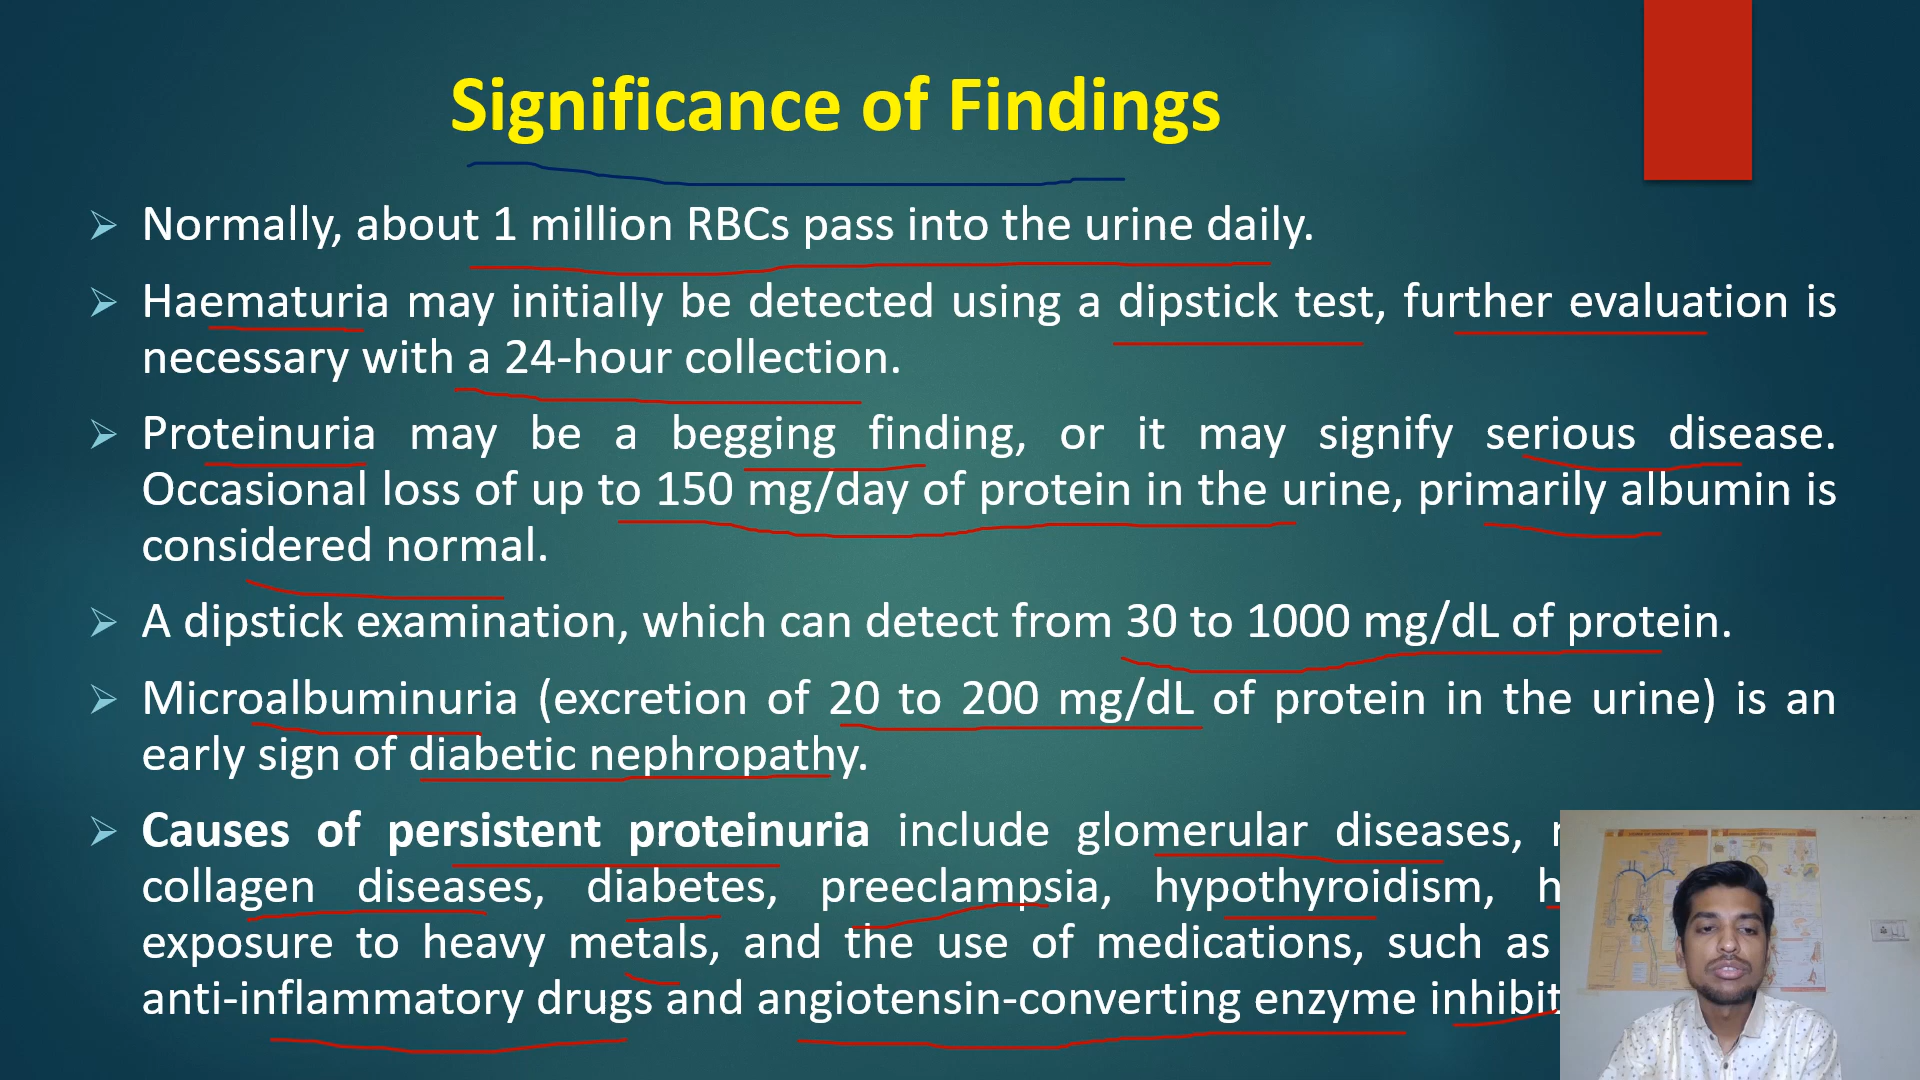 Significance of Findings
Normally, about 1 million RBCs pass into the urine daily.
Haematuria may initially be detected using a dipstick test, further evaluation is
necessary with a 24-hour collection.
Proteinuria may be a begging finding, or it may signify serious disease.
Occasional loss of up to 150 mg/day of protein in the urine, primarily albumin is
considered normal.
A dipstick examination, which can detect from 30 to 1000 mg/dL of protein.
Microalbuminuria (excretion of 20 to 200 mg/dL of protein in the urine) is an
early sign of diabetic nephropathy.
Causes of persistent proteinuria include glomerular diseases,
collagen diseases, diabetes, preeclampsia, hypothyroidism,
exposure to heavy metals, and the use of medications, such as
anti-inflammatory drugs and angiotensin-converting enzyme